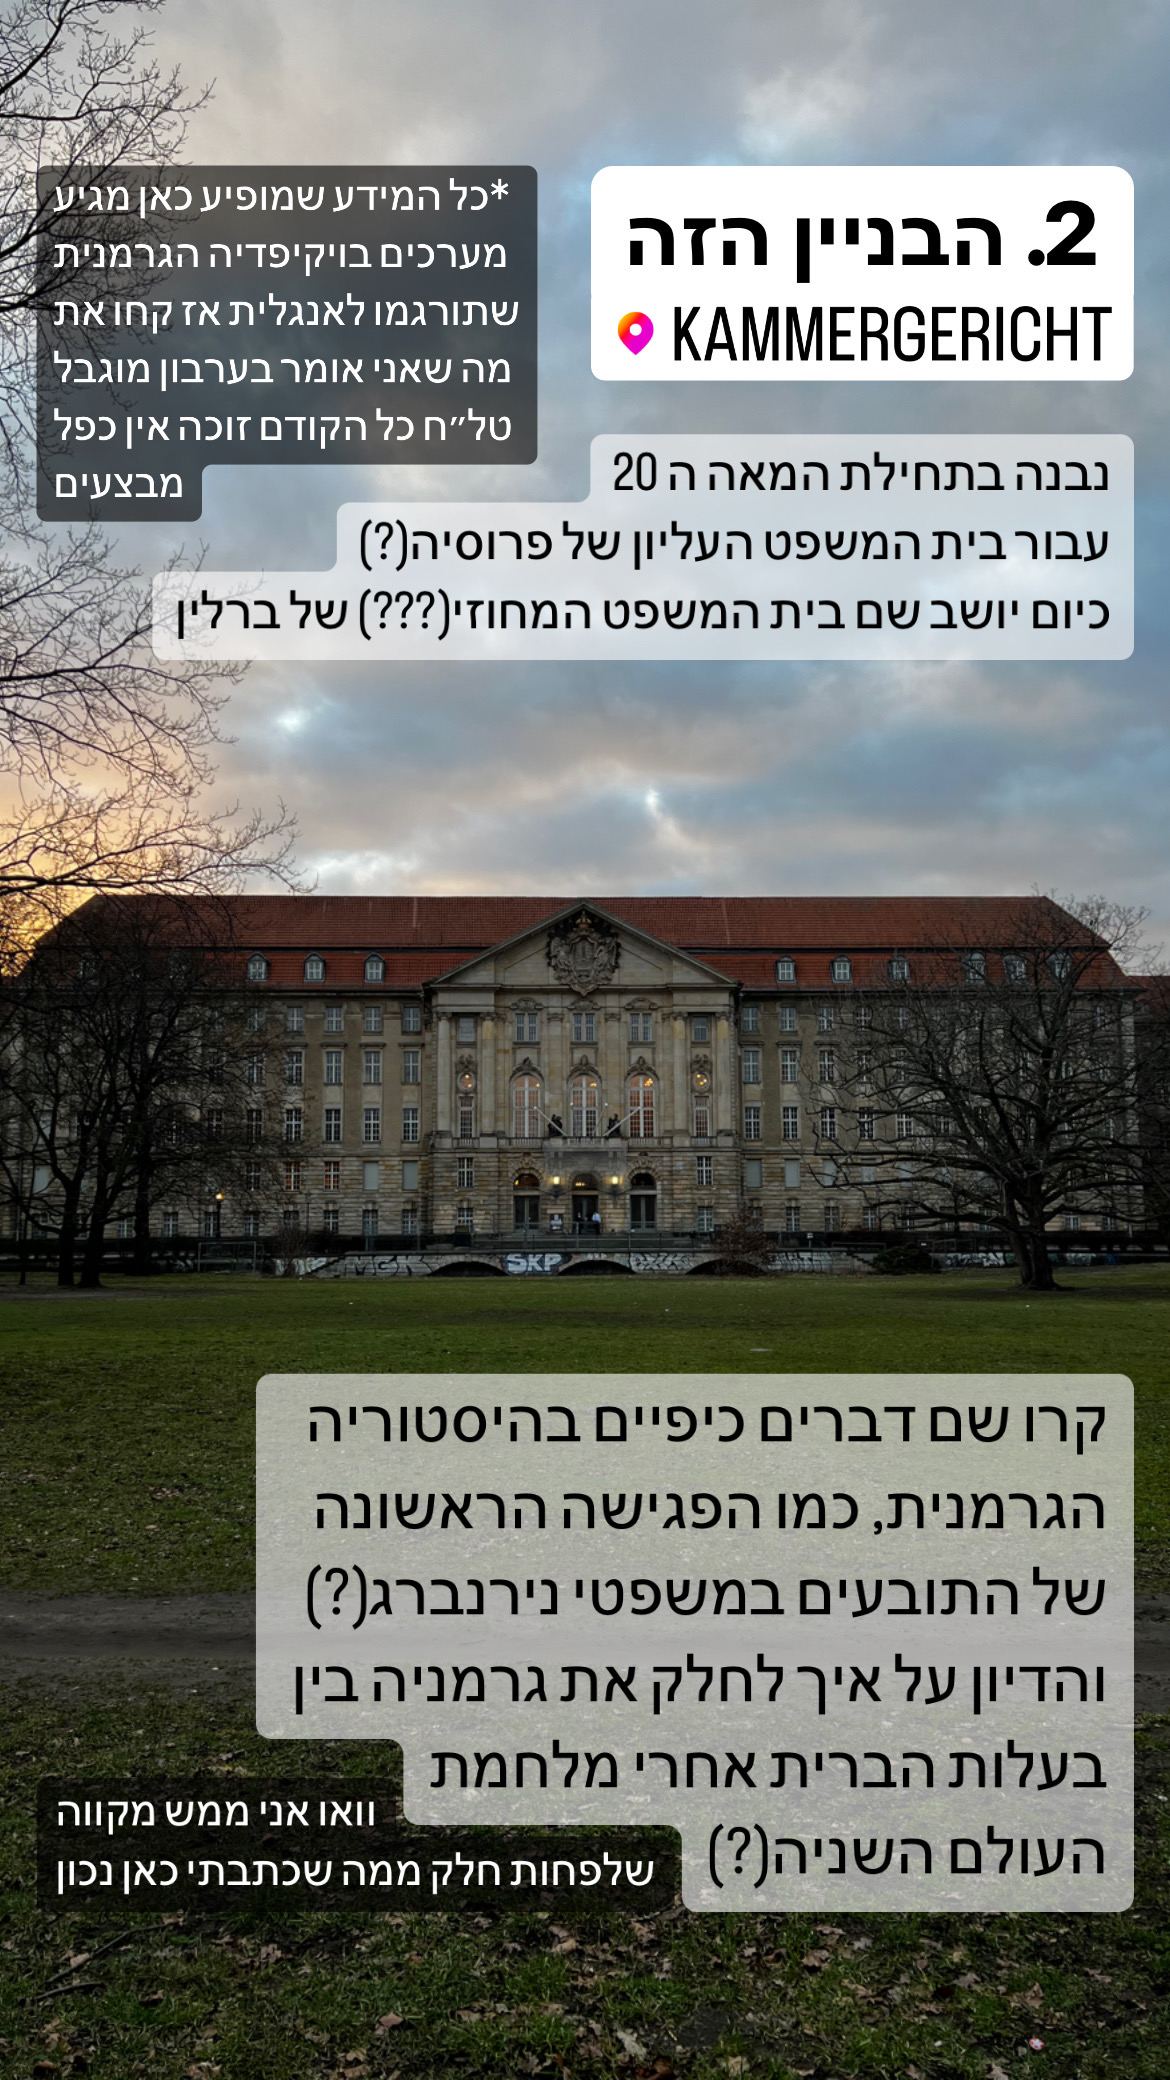 2. הבניין הזה
KAMMERGERICHT
*כל המידע שמופיע כאן מגיע
מערכים בויקיפדיה הגרמנית
שתורגמו לאנגלית אז קחו את
מה שאני אומר בערבון מוגבל
טל״ח כל הקודם זוכה אין כפל
מבצעים
נבנה בתחילת המאה ה 20
עבור בית המשפט העליון של פרוסיה(?)
כיום יושב שם בית המשפט המחוזי(???) של ברלין
SKP
קרו שם דברים כיפיים בהיסטוריה
הגרמנית, כמו הפגישה הראשונה
של התובעים במשפטי נירנברג(?)
והדיון על איך לחלק את גרמניה בין
בעלות הברית אחרי מלחמת
העולם השניה(?)
וואו אני ממש מקווה
שלפחות חלק ממה שכתבתי כאן נכון